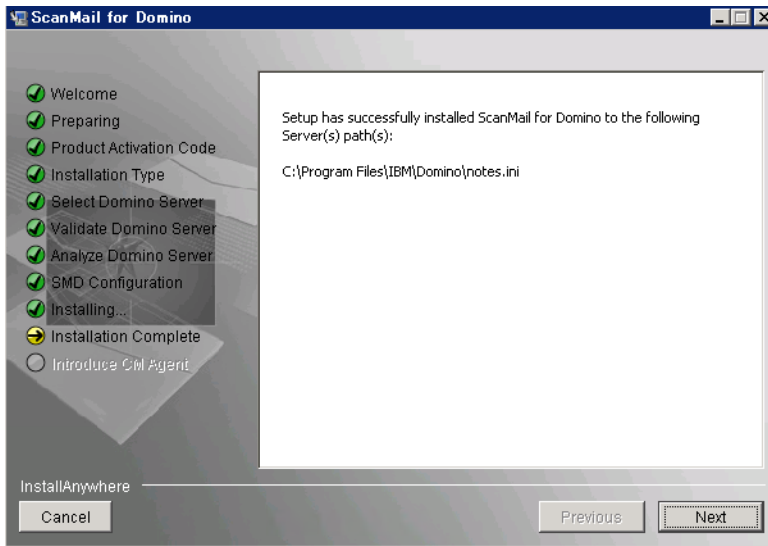 ScanMail for Domino
Welcome
Preparing
Product Activation Code
Installation Type
Select Domino Server
Validate Domino Server
Analyze Domino Server
SMD Configuration
Installing...
Installation Complete
Introduce CM Agent
Setup has successfully installed ScanMail for Domino to the following
Server(s) path(s):
C:\Program Files\IBM\Domino\notes.ini
InstallAnywhere
Cancel
Previous
Next